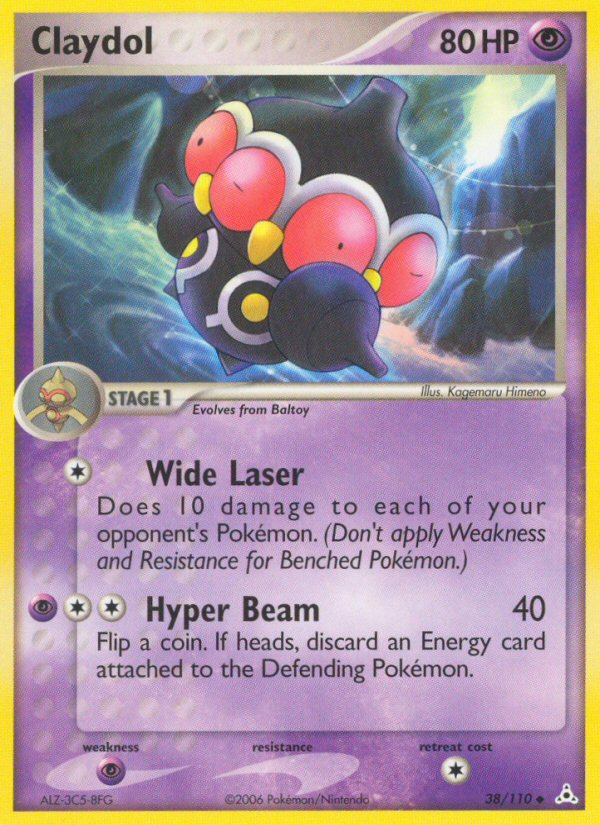 Claydol 80 HP
Illus. Kagemaru Himeno
STAGE 1
Evolves from Baltoy
Wide Laser
Does 10 damage to each of your
opponent's Pokémon. (Don't apply Weakness
and Resistance for Benched Pokémon.)
Hyper Beam 40
Flip a coin. If heads, discard an Energy card
attached to the Defending Pokémon.
weakness resistance retreat cost
ALZ-3C5-8FG ©2006 Pokémon/Nintendo 38/110